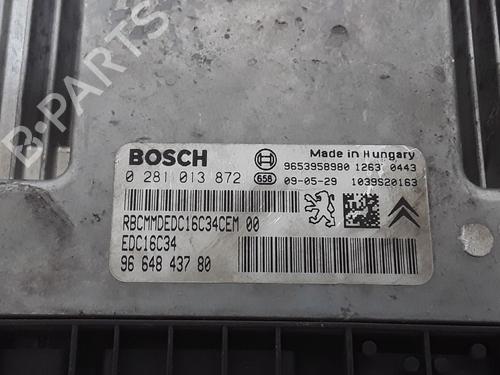 BOSCH
Made in Hungary
9653958980 1263 0443
0 281 013 872
658
09-05-29
1039S20163
RBCMMDEDC16C34CEM 00
EDC16C34
96 648 437 80
B-PARTS